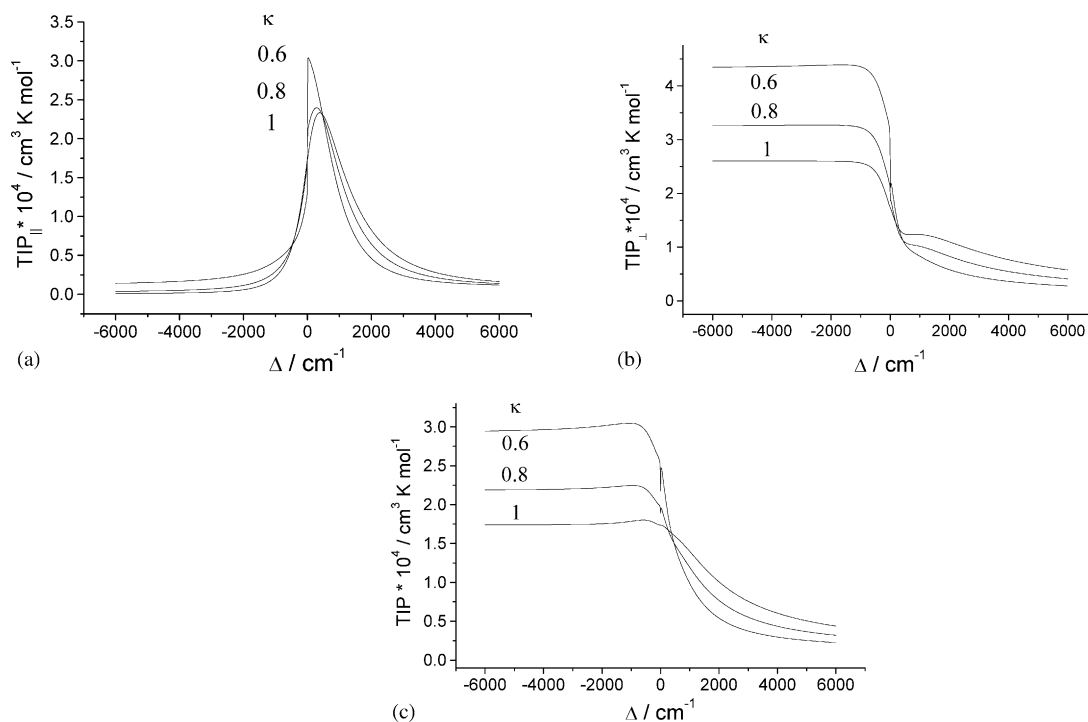 3.5
3.0
2.5
2.0
1.5
1.0
0.5
0.0
TIP||* 10⁴ / cm³ K mol⁻¹
κ
0.6
0.8
1
-6000 -4000 -2000 0 2000 4000 6000
Δ / cm⁻¹
(a)
4
3
2
1
0
TIP⊥*10⁴ / cm³ K mol⁻¹
κ
0.6
0.8
1
-6000 -4000 -2000 0 2000 4000 6000
Δ / cm⁻¹
(b)
3.0
2.5
2.0
1.5
1.0
0.5
0.0
TIP * 10⁴ / cm³ K mol⁻¹
κ
0.6
0.8
1
-6000 -4000 -2000 0 2000 4000 6000
Δ / cm⁻¹
(c)